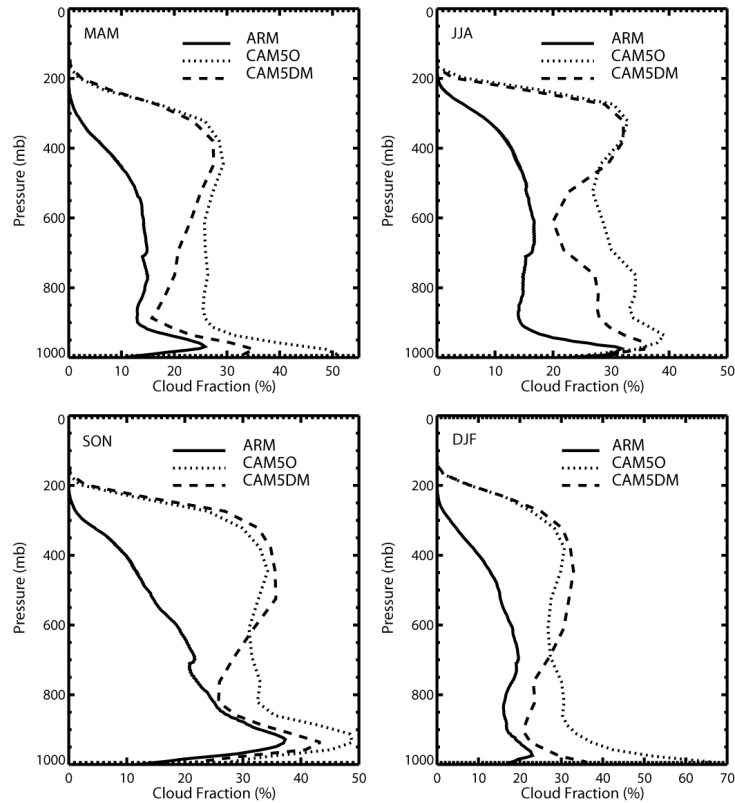 MAM
ARM
CAM5O
CAM5DM
0
200
400
600
800
1000
Pressure (mb)
0 10 20 30 40 50
Cloud Fraction (%)
JJA
ARM
CAM5O
CAM5DM
0
200
400
600
800
1000
Pressure (mb)
0 10 20 30 40 50
Cloud Fraction (%)
SON
ARM
CAM5O
CAM5DM
0
200
400
600
800
1000
Pressure (mb)
0 10 20 30 40 50
Cloud Fraction (%)
DJF
ARM
CAM5O
CAM5DM
0
200
400
600
800
1000
Pressure (mb)
0 10 20 30 40 50 60 70
Cloud Fraction (%)